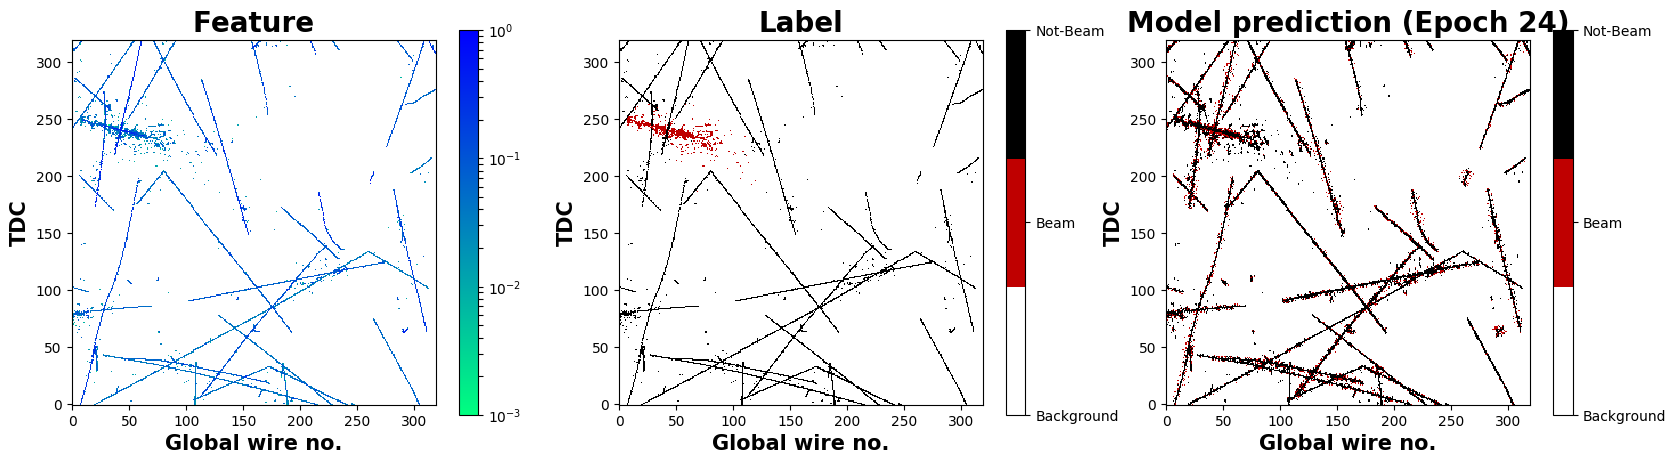 Feature
TDC
300
250
200
150
100
50
0
0 50 100 150 200 250 300
Global wire no.
10⁰
10⁻¹
10⁻²
10⁻³
Label
TDC
300
250
200
150
100
50
0
0 50 100 150 200 250 300
Global wire no.
Not-Beam
Beam
Background
Model prediction (Epoch 24)
TDC
300
250
200
150
100
50
0
0 50 100 150 200 250 300
Global wire no.
Not-Beam
Beam
Background